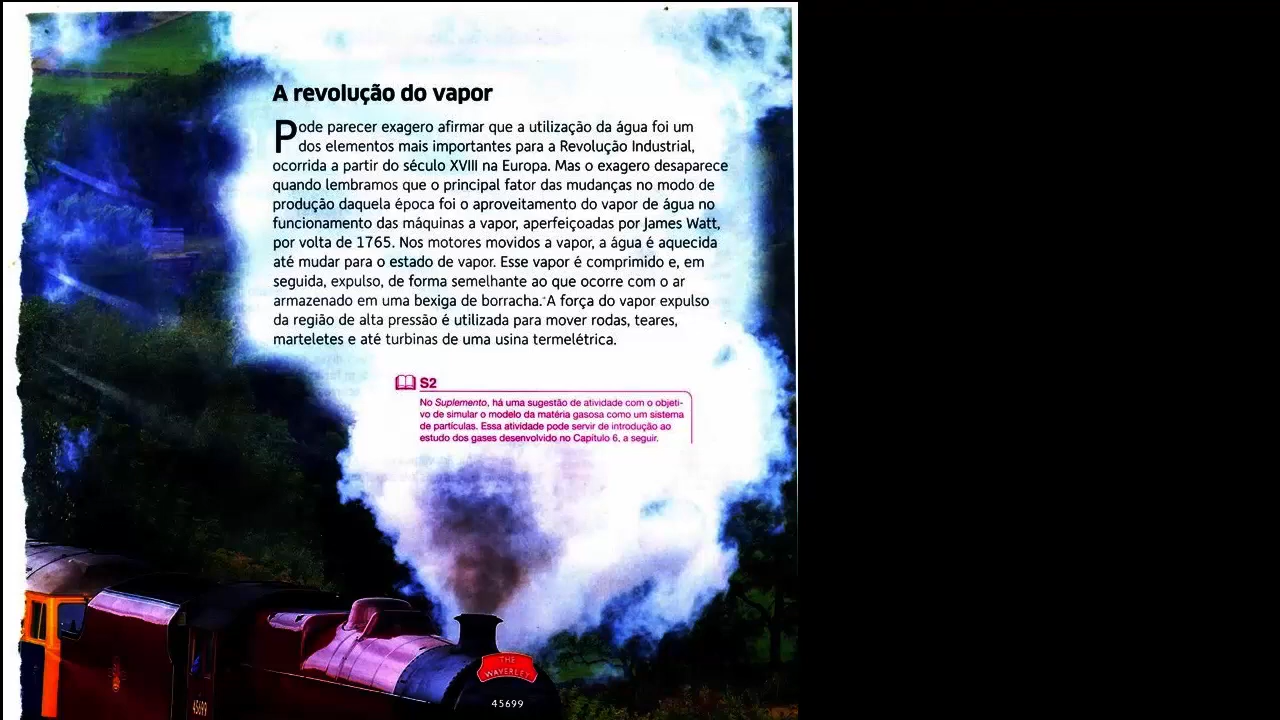 A revolução do vapor
Pode parecer exagero afirmar que a utilização da água foi um
dos elementos mais importantes para a Revolução Industrial,
ocorrida a partir do século XVIII na Europa. Mas o exagero desaparece
quando lembramos que o principal fator das mudanças no modo de
produção daquela época foi o aproveitamento do vapor de água no
funcionamento das máquinas a vapor, aperfeiçoadas por James Watt,
por volta de 1765. Nos motores movidos a vapor, a água é aquecida
até mudar para o estado de vapor. Esse vapor é comprimido e, em
seguida, expulso, de forma semelhante ao que ocorre com o ar
armazenado em uma bexiga de borracha. A força do vapor expulso
da região de alta pressão é utilizada para mover rodas, teares,
marteletes e até turbinas de uma usina termelétrica.
S2
No Suplemento, há uma sugestão de atividade com o objeti-
vo de simular o modelo da matéria gasosa como um sistema
de partículas. Essa atividade pode servir de introdução ao
estudo dos gases desenvolvido no Capítulo 6, a seguir.
THE
WAVERLEY
45699
45699